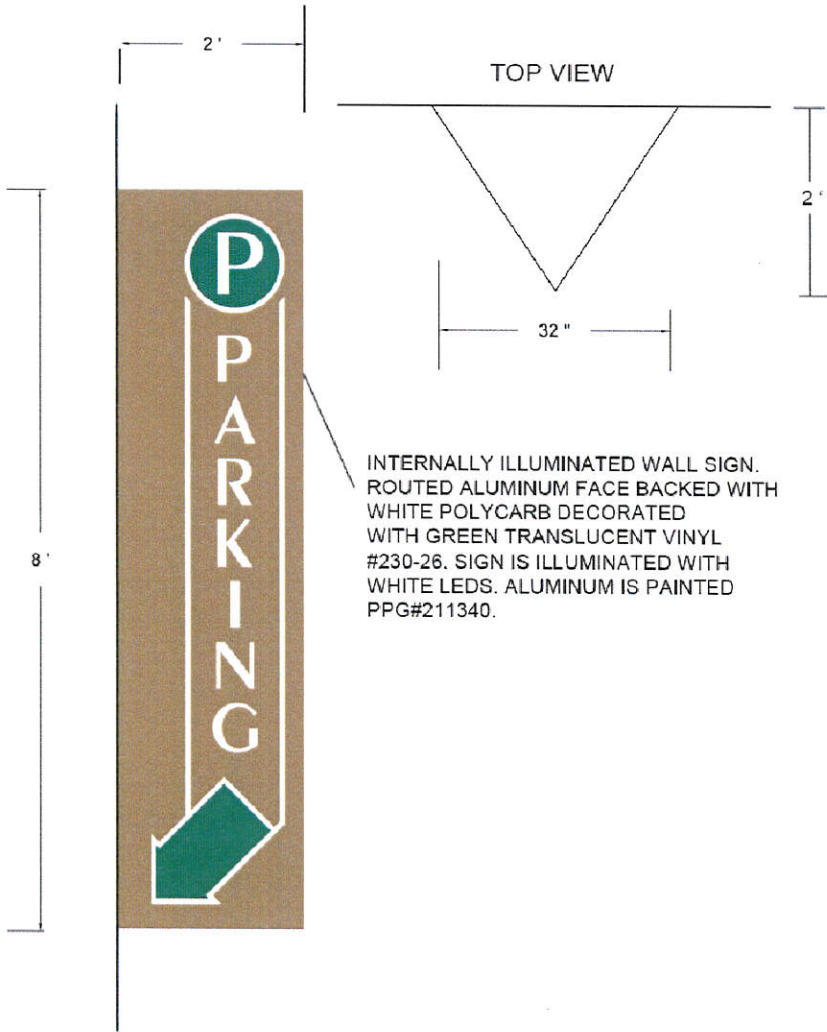 2 '
TOP VIEW
2 '
8 '
32 "
P
PARKING
INTERNALLY ILLUMINATED WALL SIGN.
ROUTED ALUMINUM FACE BACKED WITH
WHITE POLYCARB DECORATED
WITH GREEN TRANSLUCENT VINYL
#230-26. SIGN IS ILLUMINATED WITH
WHITE LEDS. ALUMINUM IS PAINTED
PPG#211340.